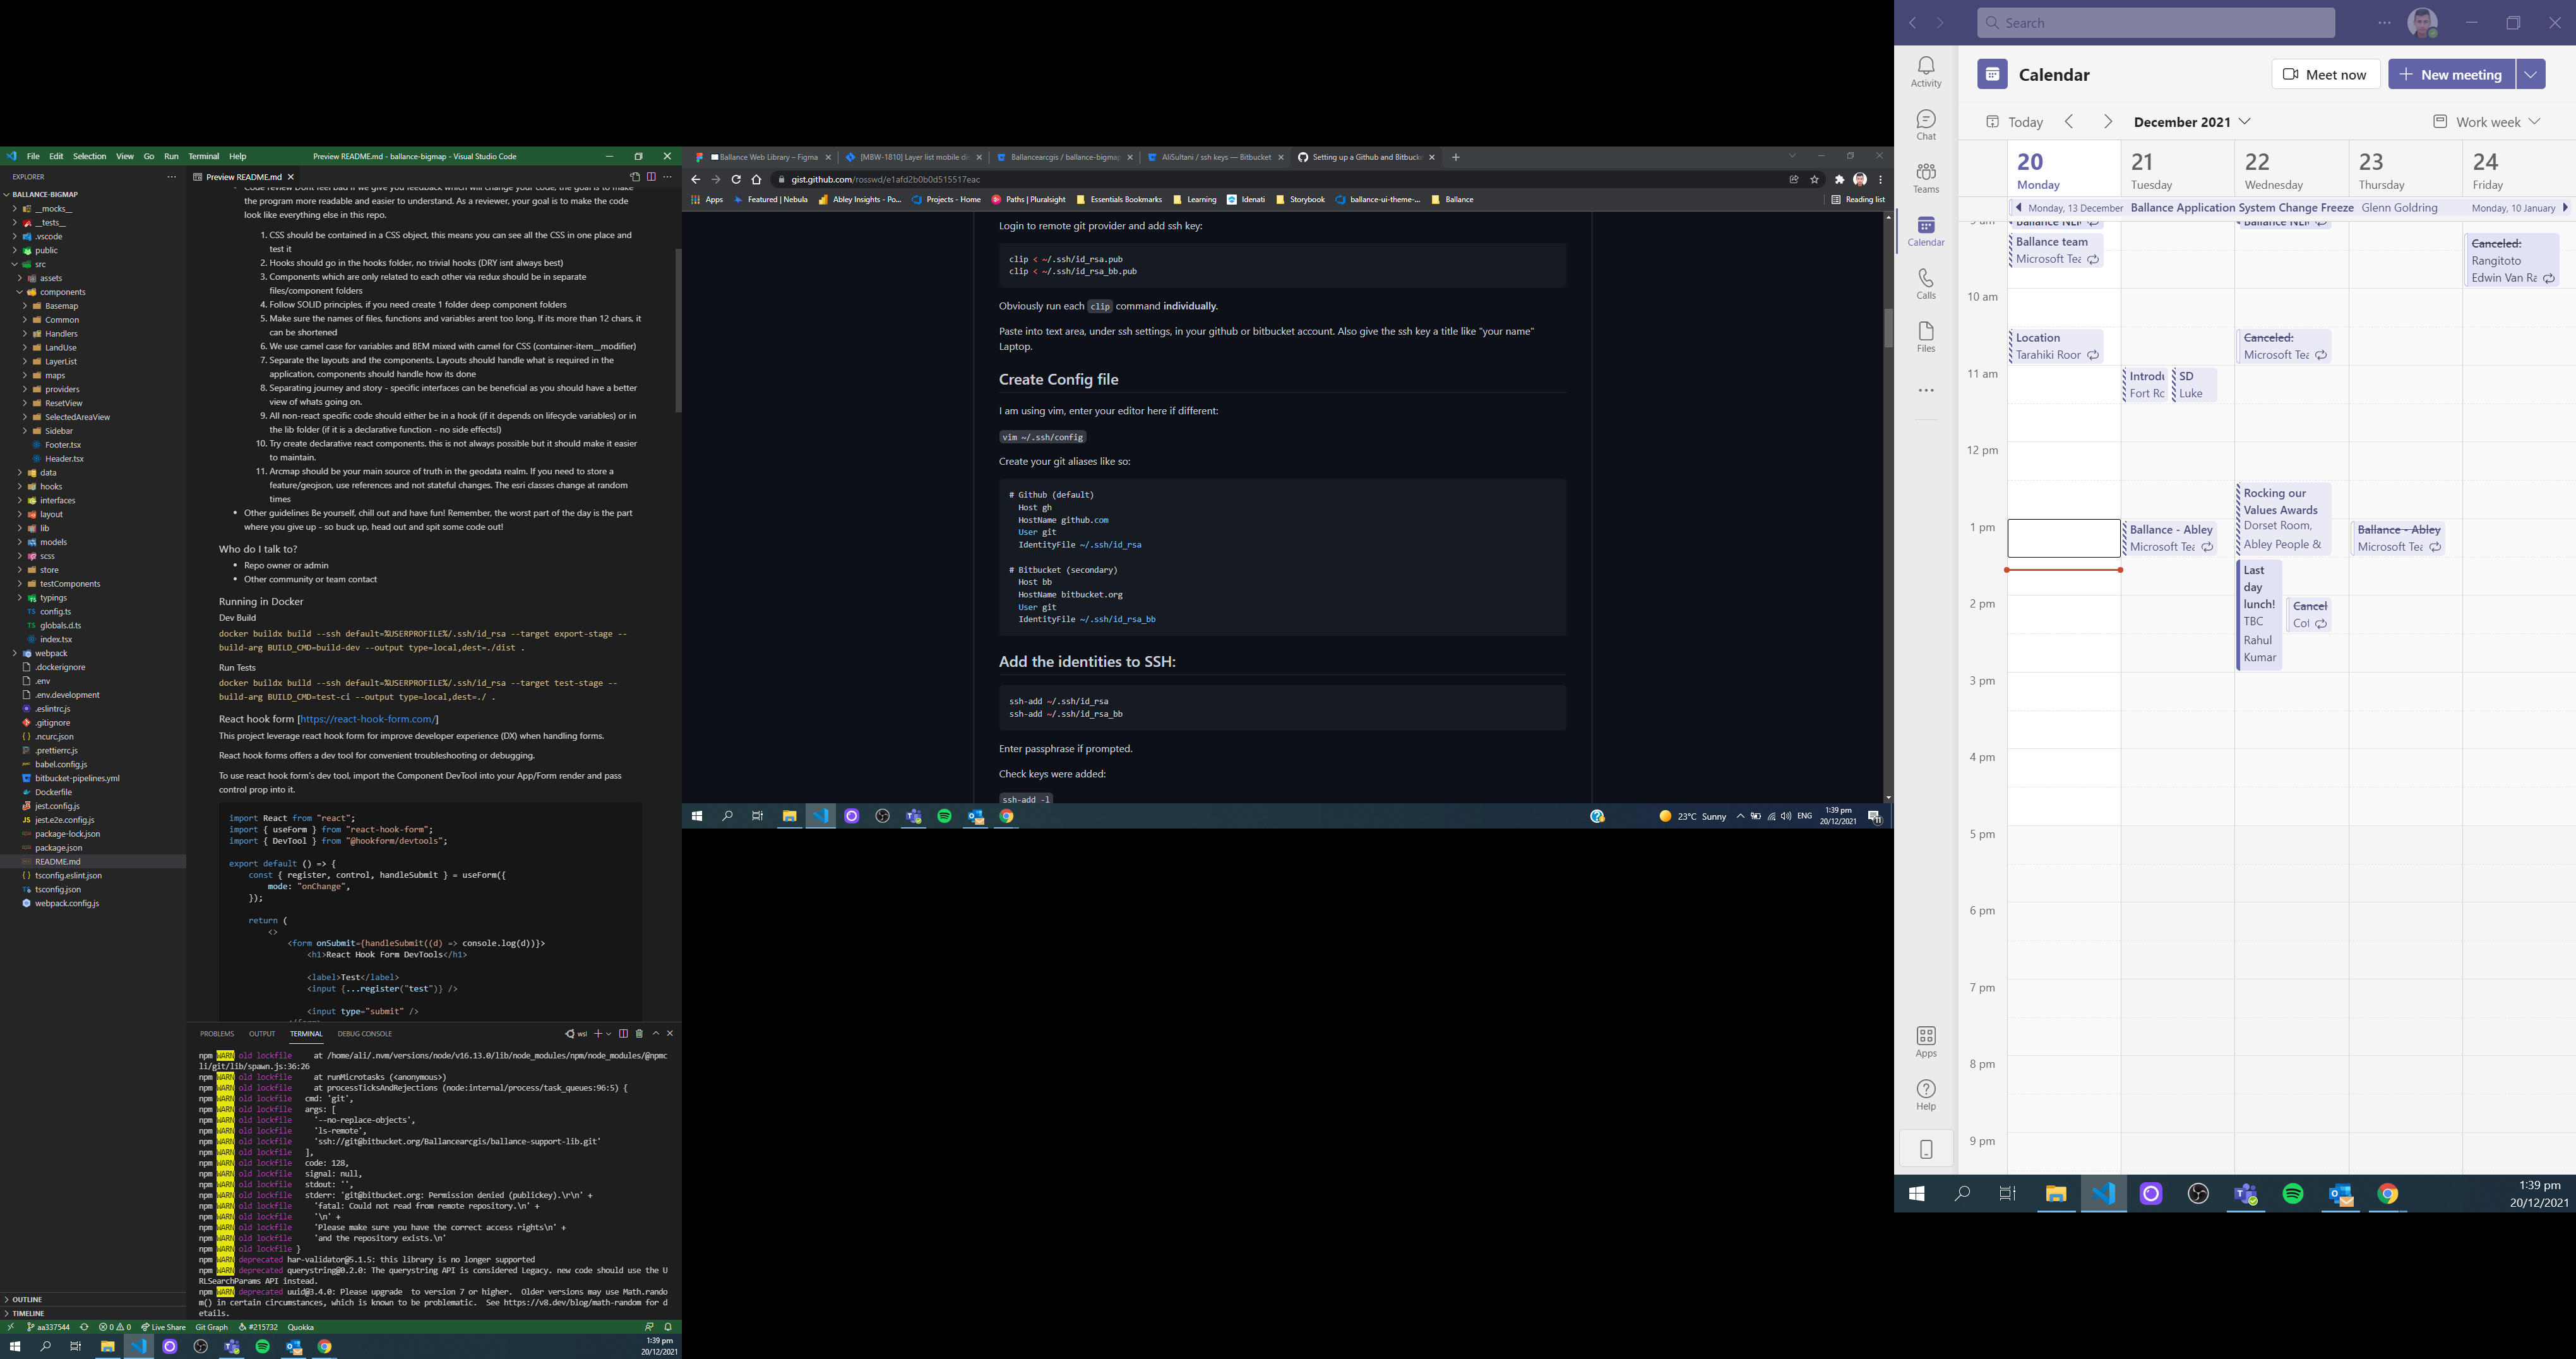 File Edit Selection View Go Run Terminal Help
Preview README.md - ballance-bigmap - Visual Studio Code
EXPLORER
BALLANCE-BIGMAP
__mocks__
__tests__
.vscode
public
src
assets
components
Basemap
Common
Handlers
LandUse
LayerList
maps
providers
ResetView
SelectedAreaView
Sidebar
Footer.tsx
Header.tsx
data
hooks
interfaces
layout
lib
models
scss
store
testComponents
typings
config.ts
globals.d.ts
index.tsx
webpack
.dockerignore
.env
.env.development
.eslintrc.js
.gitignore
.ncurc.json
.prettierrc.js
babel.config.js
bitbucket-pipelines.yml
Dockerfile
jest.config.js
jest.e2e.config.js
package-lock.json
package.json
README.md
tsconfig.eslint.json
tsconfig.json
webpack.config.js
OUTLINE
TIMELINE
Preview README.md
Code review Dont feel bad if we give you feedback which will change your code, the goal is to make
the program more readable and easier to understand. As a reviewer, your goal is to make the code
look like everything else in this repo.
1. CSS should be contained in a CSS object, this means you can see all the CSS in one place and
test it
2. Hooks should go in the hooks folder, no trivial hooks (DRY isnt always best)
3. Components which are only related to each other via redux should be in separate
files/component folders
4. Follow SOLID principles, if you need create 1 folder deep component folders
5. Make sure the names of files, functions and variables arent too long. If its more than 12 chars, it
can be shortened
6. We use camel case for variables and BEM mixed with camel for CSS (container-item__modifier)
7. Separate the layouts and the components. Layouts should handle what is required in the
application, components should handle how its done
8. Separating journey and story - specific interfaces can be beneficial as you should have a better
view of whats going on.
9. All non-react specific code should either be in a hook (if it depends on lifecycle variables) or in
the lib folder (if it is a declarative function - no side effects!)
10. Try create declarative react components. this is not always possible but it should make it easier
to maintain.
11. Arcmap should be your main source of truth in the geodata realm. If you need to store a
feature/geojson, use references and not stateful changes. The esri classes change at random
times
Other guidelines Be yourself, chill out and have fun! Remember, the worst part of the day is the part
where you give up - so buck up, head out and spit some code out!
Who do I talk to?
Repo owner or admin
Other community or team contact
Running in Docker
Dev Build
docker buildx build --ssh default=%USERPROFILE%/.ssh/id_rsa --target export-stage --
build-arg BUILD_CMD=build-dev --output type=local,dest=./dist .
Run Tests
docker buildx build --ssh default=%USERPROFILE%/.ssh/id_rsa --target test-stage --
build-arg BUILD_CMD=test-ci --output type=local,dest=./ .
React hook form [https://react-hook-form.com/]
This project leverage react hook form for improve developer experience (DX) when handling forms.
React hook forms offers a dev tool for convenient troubleshooting or debugging.
To use react hook form's dev tool, import the Component DevTool into your App/Form render and pass
control prop into it.
import React from "react";
import { useForm } from "react-hook-form";
import { DevTool } from "@hookform/devtools";
export default () => {
const { register, control, handleSubmit } = useForm({
mode: "onChange",
});
return (
<>
<form onSubmit={handleSubmit((d) => console.log(d))}>
<h1>React Hook Form DevTools</h1>
<label>Test</label>
<input {...register("test")} />
<input type="submit" />
PROBLEMS OUTPUT TERMINAL DEBUG CONSOLE
wsl
npm WARN old lockfile at /home/ali/.nvm/versions/node/v16.13.0/lib/node_modules/npm/node_modules/@npmc
li/git/lib/spawn.js:36:26
npm WARN old lockfile at runMicrotasks (<anonymous>)
npm WARN old lockfile at processTicksAndRejections (node:internal/process/task_queues:96:5) {
npm WARN old lockfile cmd: 'git',
npm WARN old lockfile args: [
npm WARN old lockfile '--no-replace-objects',
npm WARN old lockfile 'ls-remote',
npm WARN old lockfile 'ssh://git@bitbucket.org/Ballancearcgis/ballance-support-lib.git'
npm WARN old lockfile ],
npm WARN old lockfile code: 128,
npm WARN old lockfile signal: null,
npm WARN old lockfile stdout: '',
npm WARN old lockfile stderr: 'git@bitbucket.org: Permission denied (publickey).\r\n' +
npm WARN old lockfile 'fatal: Could not read from remote repository.\n' +
npm WARN old lockfile '\n' +
npm WARN old lockfile 'Please make sure you have the correct access rights\n' +
npm WARN old lockfile 'and the repository exists.\n'
npm WARN old lockfile }
npm WARN deprecated har-validator@5.1.5: this library is no longer supported
npm WARN deprecated querystring@0.2.0: The querystring API is considered Legacy. new code should use the U
RLSearchParams API instead.
npm WARN deprecated uuid@3.4.0: Please upgrade to version 7 or higher. Older versions may use Math.rando
m() in certain circumstances, which is known to be problematic. See https://v8.dev/blog/math-random for d
etails.
aa337544 0 0 Live Share Git Graph #215732 Quokka
1:39 pm
20/12/2021
Ballance Web Library – Figma
[MBW-1810] Layer list mobile
Ballancearcgis / ballance-bigmap
AliSultani / ssh keys — Bitbucket
Setting up a Github and Bitbucke
gist.github.com/rosswd/e1afd2b0b0d515517eac
Apps
Featured | Nebula
Abley Insights - Po...
Projects - Home
Paths | Pluralsight
Essentials Bookmarks
Learning
Idenati
Storybook
ballance-ui-theme-...
Ballance
Reading list
Login to remote git provider and add ssh key:
clip < ~/.ssh/id_rsa.pub
clip < ~/.ssh/id_rsa_bb.pub
Obviously run each clip command individually.
Paste into text area, under ssh settings, in your github or bitbucket account. Also give the ssh key a title like "your name"
Laptop.
Create Config file
I am using vim, enter your editor here if different:
vim ~/.ssh/config
Create your git aliases like so:
# Github (default)
Host gh
HostName github.com
User git
IdentityFile ~/.ssh/id_rsa
# Bitbucket (secondary)
Host bb
HostName bitbucket.org
User git
IdentityFile ~/.ssh/id_rsa_bb
Add the identities to SSH:
ssh-add ~/.ssh/id_rsa
ssh-add ~/.ssh/id_rsa_bb
Enter passphrase if prompted.
Check keys were added:
ssh-add -l
23°C Sunny
ENG
1:39 pm
20/12/2021
Search
Activity
Chat
Teams
Calendar
Calls
Files
Apps
Help
Calendar
Meet now
New meeting
Today
December 2021
Work week
20 Monday
21 Tuesday
22 Wednesday
23 Thursday
24 Friday
Monday, 13 December Ballance Application System Change Freeze Glenn Goldring Monday, 10 January
10 am
11 am
12 pm
1 pm
2 pm
3 pm
4 pm
5 pm
6 pm
7 pm
8 pm
9 pm
Ballance team
Microsoft Tea
Location
Tarahiki Roor
Introdu
Fort Rc
SD
Luke
Ballance - Abley
Microsoft Tea
Canceled:
Microsoft Tea
Rocking our
Values Awards
Dorset Room,
Abley People &
Last
day
lunch!
TBC
Rahul
Kumar
Cancel
Cof
Ballance - Abley
Microsoft Tea
Canceled:
Rangitoto
Edwin Van Ra
1:39 pm
20/12/2021